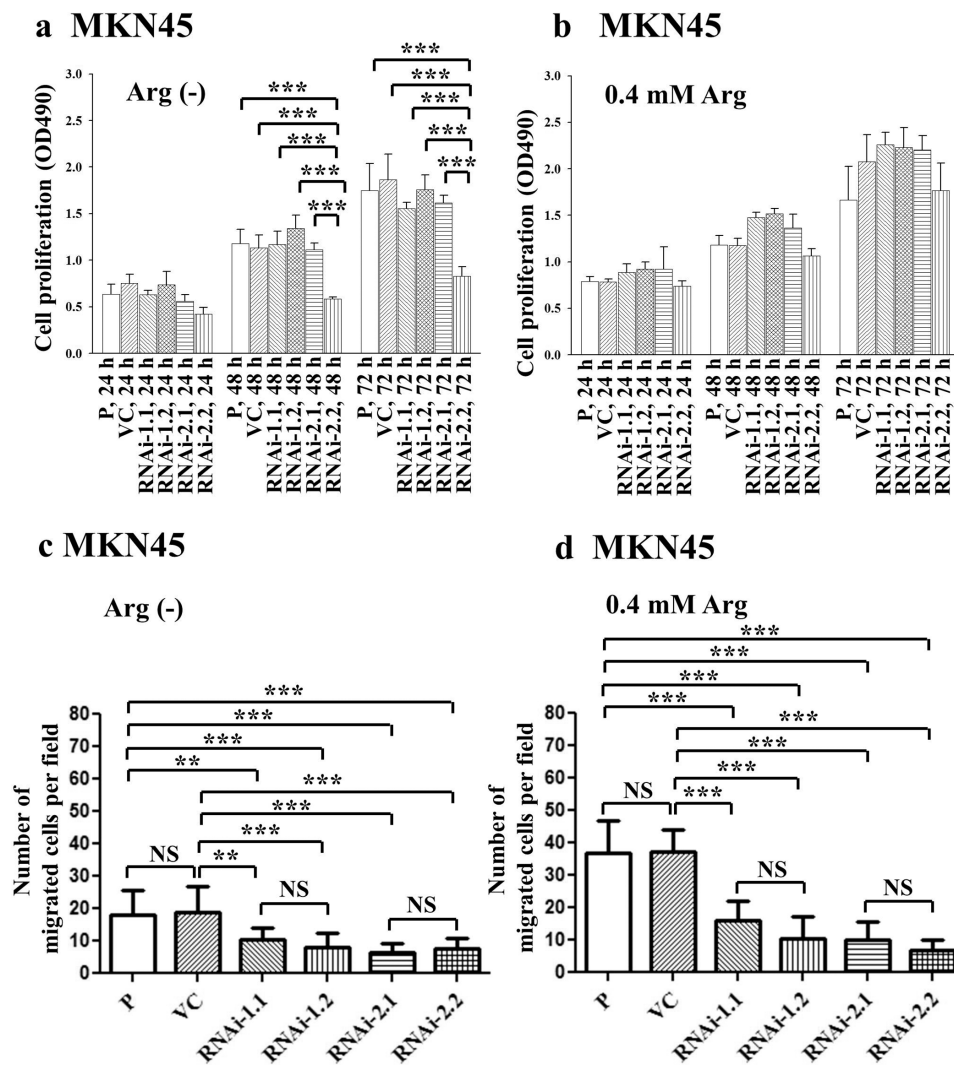 a MKN45
Arg (-)
Cell proliferation (OD490)
3.0
2.5
2.0
1.5
1.0
0.5
0.0
***
***
***
***
***
***
***
***
***
***
P, 24 h
VC, 24 h
RNAi-1.1, 24 h
RNAi-1.2, 24 h
RNAi-2.1, 24 h
RNAi-2.2, 24 h
P, 48 h
VC, 48 h
RNAi-1.1, 48 h
RNAi-1.2, 48 h
RNAi-2.1, 48 h
RNAi-2.2, 48 h
P, 72 h
VC, 72 h
RNAi-1.1, 72 h
RNAi-1.2, 72 h
RNAi-2.1, 72 h
RNAi-2.2, 72 h
b MKN45
0.4 mM Arg
Cell proliferation (OD490)
3.0
2.5
2.0
1.5
1.0
0.5
0.0
P, 24 h
VC, 24 h
RNAi-1.1, 24 h
RNAi-1.2, 24 h
RNAi-2.1, 24 h
RNAi-2.2, 24 h
P, 48 h
VC, 48 h
RNAi-1.1, 48 h
RNAi-1.2, 48 h
RNAi-2.1, 48 h
RNAi-2.2, 48 h
P, 72 h
VC, 72 h
RNAi-1.1, 72 h
RNAi-1.2, 72 h
RNAi-2.1, 72 h
RNAi-2.2, 72 h
c MKN45
Arg (-)
Number of
migrated cells per field
80
70
60
50
40
30
20
10
0
***
***
***
**
***
***
***
**
NS
NS
NS
P
VC
RNAi-1.1
RNAi-1.2
RNAi-2.1
RNAi-2.2
d MKN45
0.4 mM Arg
Number of
migrated cells per field
80
70
60
50
40
30
20
10
0
***
***
***
***
***
***
***
***
NS
NS
NS
P
VC
RNAi-1.1
RNAi-1.2
RNAi-2.1
RNAi-2.2